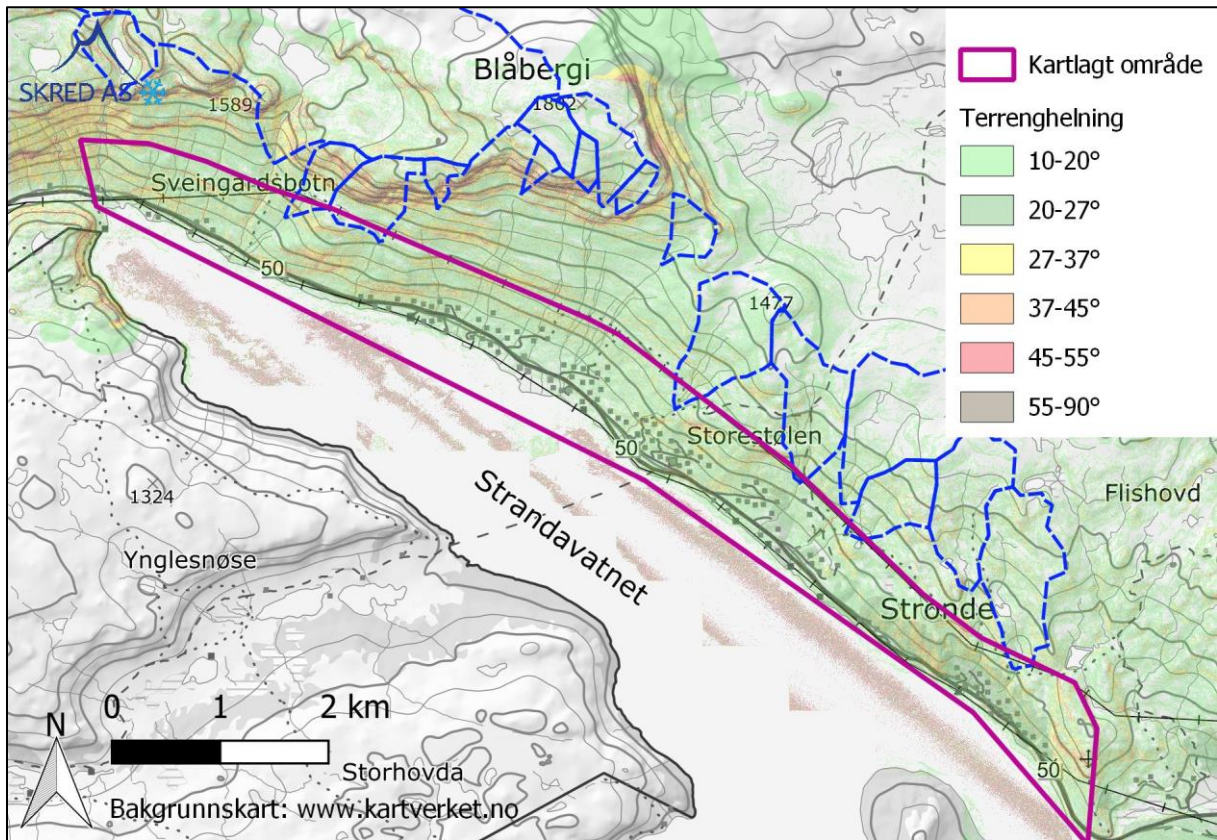 SKRED AS
1589
Blåbergi
1802
Sveingardsbotn
50
1477
Storestølen
50
Strandavatnet
1324
Ynglesnøse
Flishovd
Strønde
50
Storhovda
Kartlagt område
Terrenghelning
10-20°
20-27°
27-37°
37-45°
45-55°
55-90°
N
0 1 2 km
Bakgrunnskart: www.kartverket.no